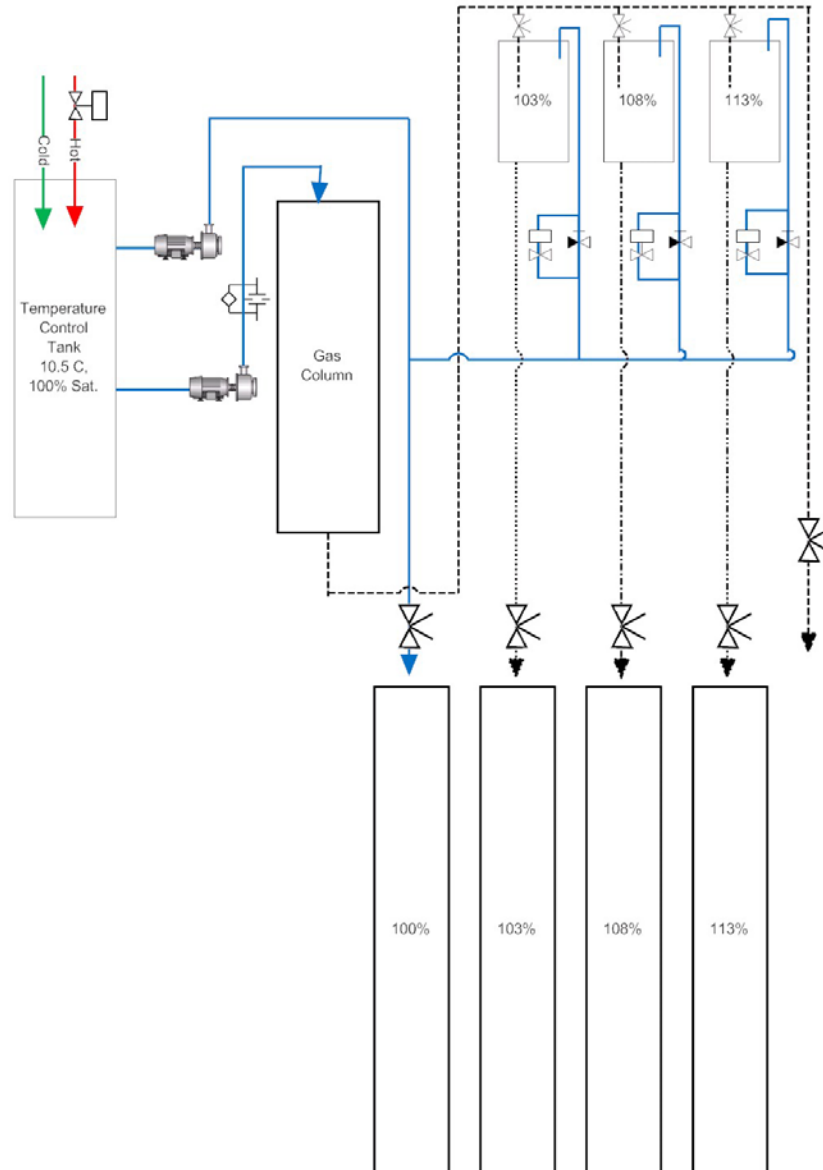 103%
108%
113%
Cold
Hot
Temperature
Control
Tank
10.5 C,
100% Sat.
Gas
Column
100%
103%
108%
113%